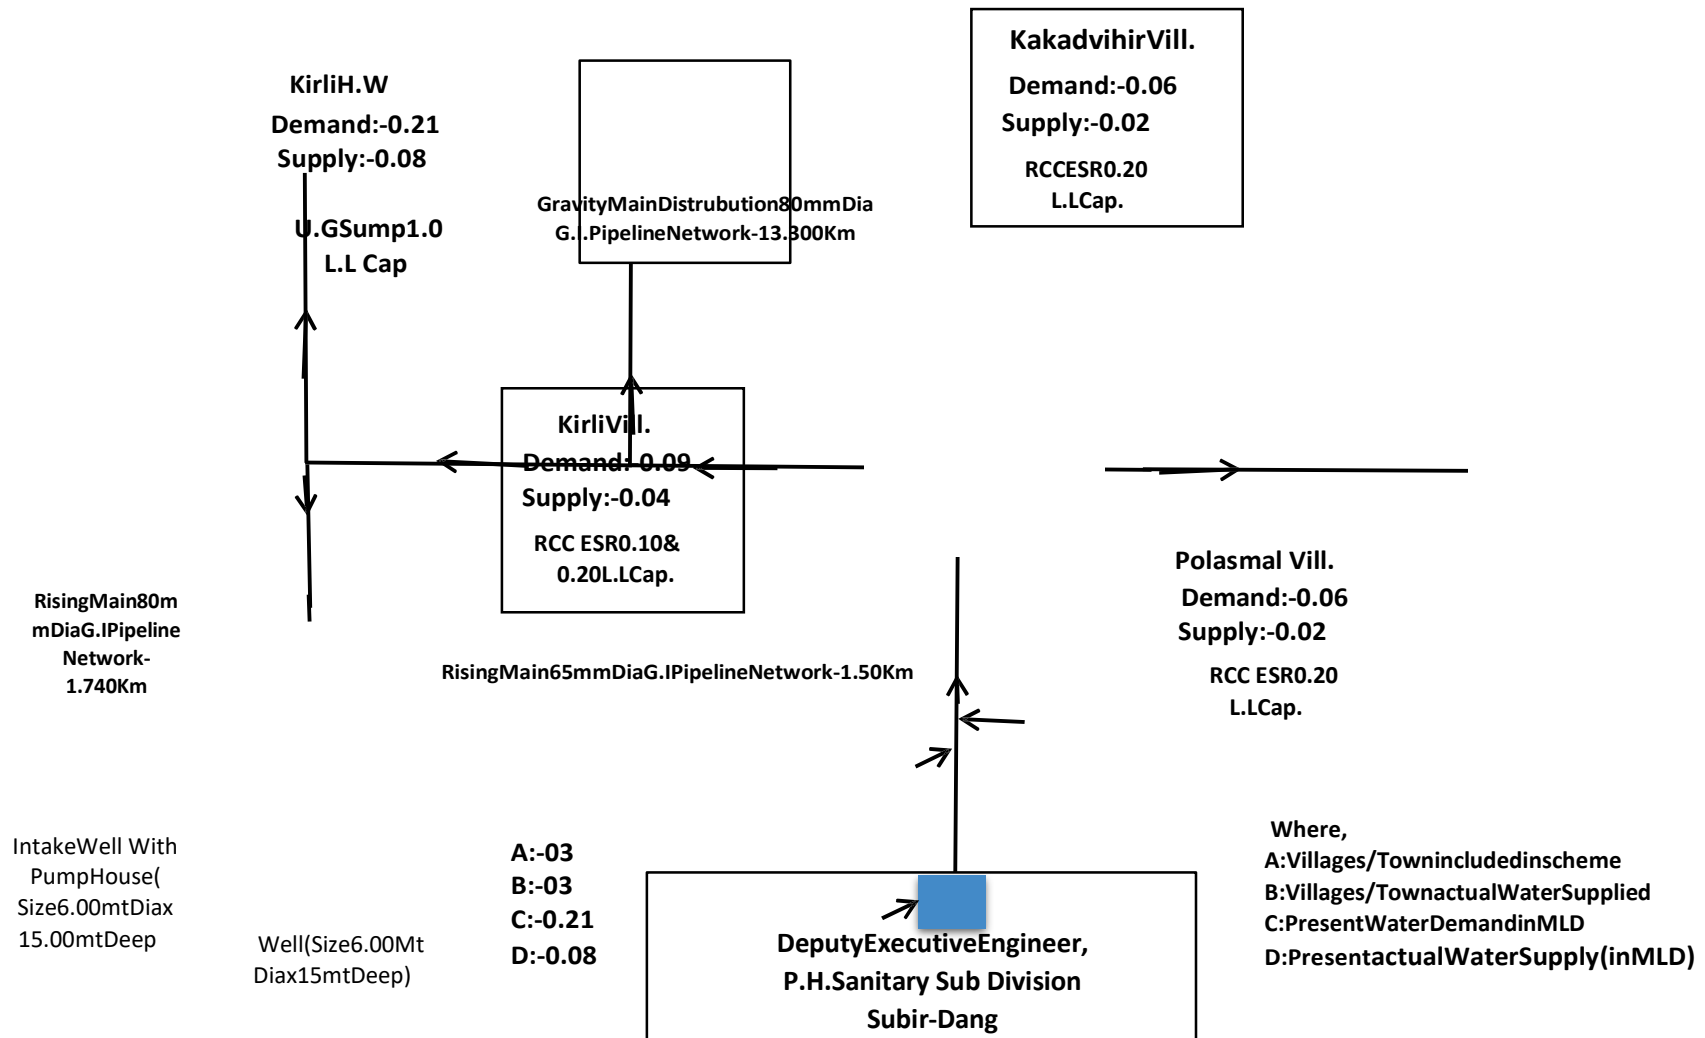 KakadvihirVill.
Demand:-0.06
Supply:-0.02
RCCESR0.20
L.LCap.
KirliH.W
Demand:-0.21
Supply:-0.08
U.GSump1.0
L.L Cap
GravityMainDistrubution80mmDia
G.I.PipelineNetwork-13.300Km
KirliVill.
Demand:-0.09
Supply:-0.04
RCC ESR0.10&
0.20L.LCap.
Polasmal Vill.
Demand:-0.06
Supply:-0.02
RCC ESR0.20
L.LCap.
RisingMain80m
mDiaG.IPipeline
Network-
1.740Km
RisingMain65mmDiaG.IPipelineNetwork-1.50Km
IntakeWell With
PumpHouse(
Size6.00mtDiax
15.00mtDeep
Well(Size6.00Mt
Diax15mtDeep)
A:-03
B:-03
C:-0.21
D:-0.08
DeputyExecutiveEngineer,
P.H.Sanitary Sub Division
Subir-Dang
Where,
A:Villages/Townincludedinscheme
B:Villages/TownactualWaterSupplied
C:PresentWaterDemandinMLD
D:PresentactualWaterSupply(inMLD)